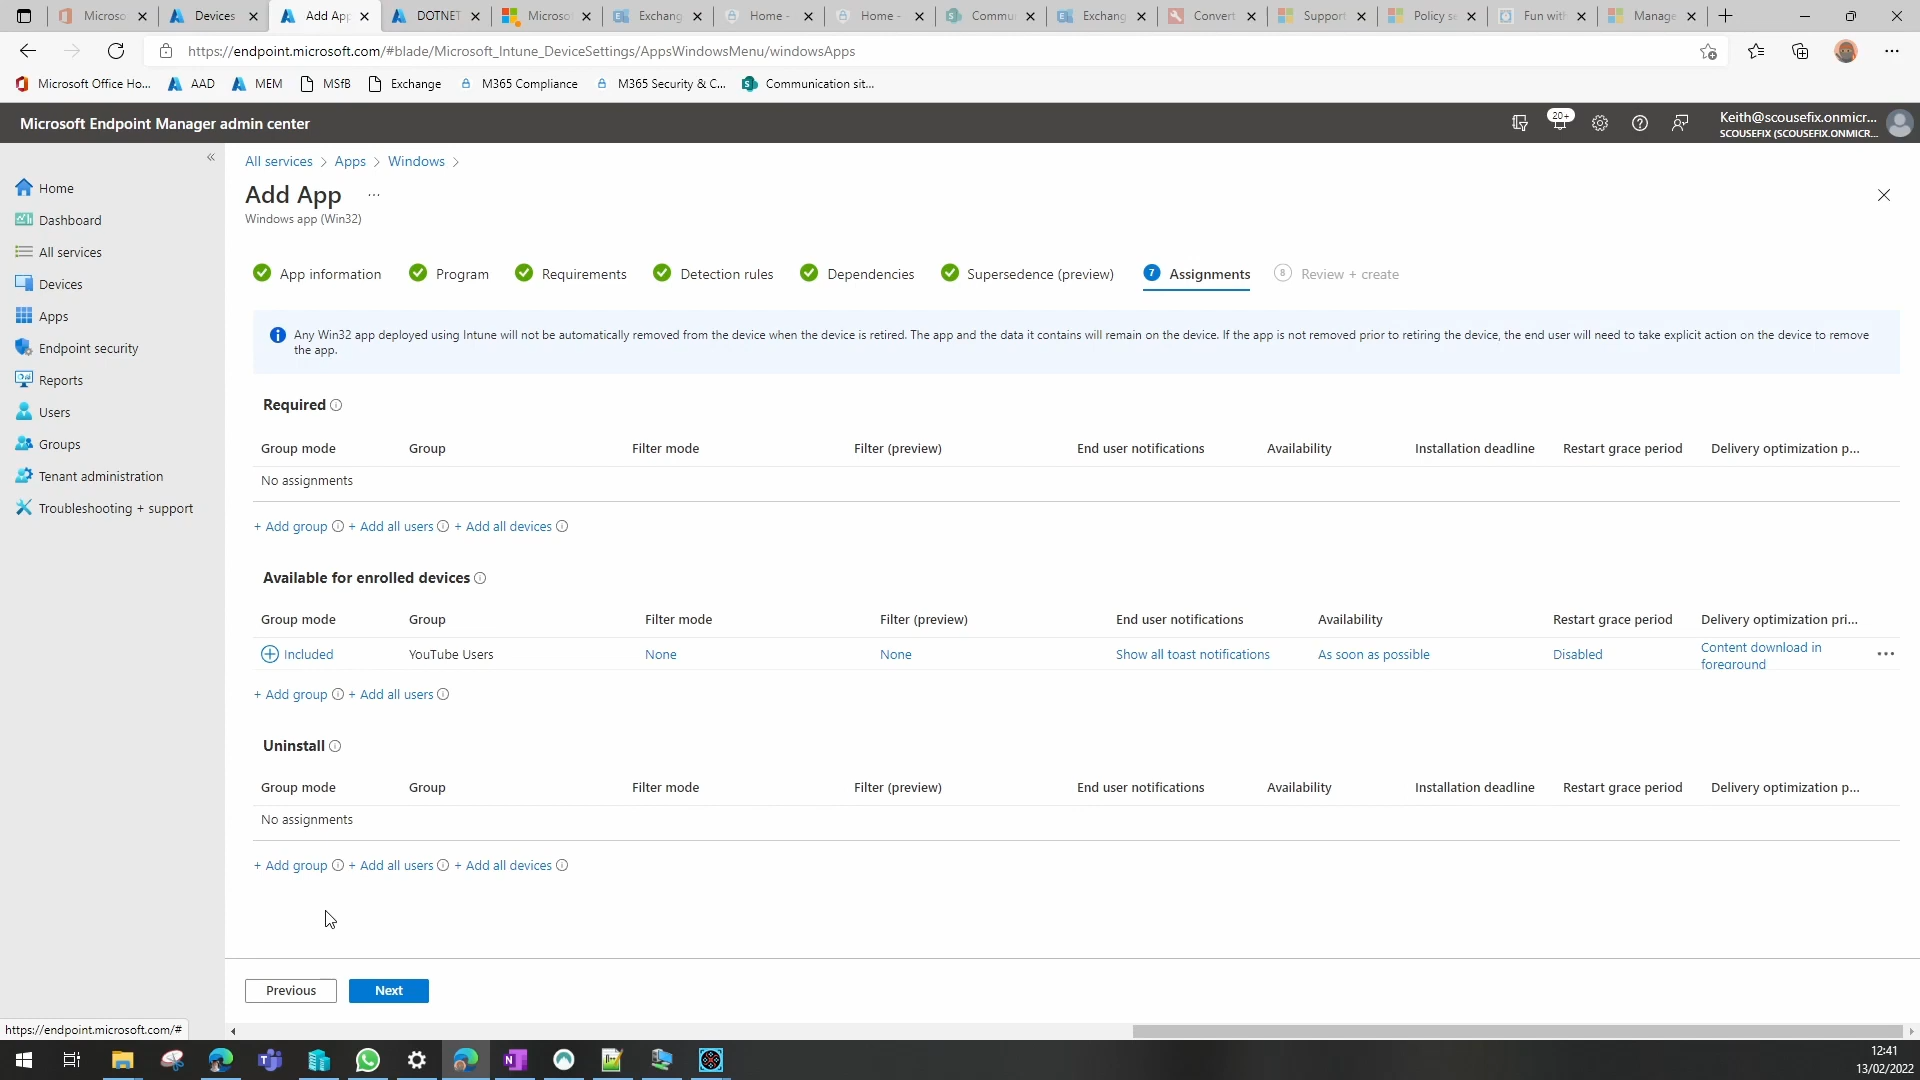 Microso
Devices
Add App
DOTNET
Microsof
Exchang
Home -
Home -
Commu
Exchang
Convert
Support
Policy se
Fun with
Manage
https://endpoint.microsoft.com/#blade/Microsoft_Intune_DeviceSettings/AppsWindowsMenu/windowsApps
Microsoft Office Ho...
AAD
MEM
MSfB
Exchange
M365 Compliance
M365 Security & C...
Communication sit...
Microsoft Endpoint Manager admin center
20+
Keith@scousefix.onmicr...
SCOUSEFIX (SCOUSEFIX.ONMICR...
Home
Dashboard
All services
Devices
Apps
Endpoint security
Reports
Users
Groups
Tenant administration
Troubleshooting + support
All services > Apps > Windows >
Add App ...
Windows app (Win32)
App information
Program
Requirements
Detection rules
Dependencies
Supersedence (preview)
7 Assignments
8 Review + create
Any Win32 app deployed using Intune will not be automatically removed from the device when the device is retired. The app and the data it contains will remain on the device. If the app is not removed prior to retiring the device, the end user will need to take explicit action on the device to remove
the app.
Required
Group mode Group Filter mode Filter (preview) End user notifications Availability Installation deadline Restart grace period Delivery optimization p...
No assignments
+ Add group + Add all users + Add all devices
Available for enrolled devices
Group mode Group Filter mode Filter (preview) End user notifications Availability Restart grace period Delivery optimization pri...
Included YouTube Users None None Show all toast notifications As soon as possible Disabled Content download in
foreground
+ Add group + Add all users
Uninstall
Group mode Group Filter mode Filter (preview) End user notifications Availability Installation deadline Restart grace period Delivery optimization p...
No assignments
+ Add group + Add all users + Add all devices
Previous
Next
https://endpoint.microsoft.com/#
12:41
13/02/2022